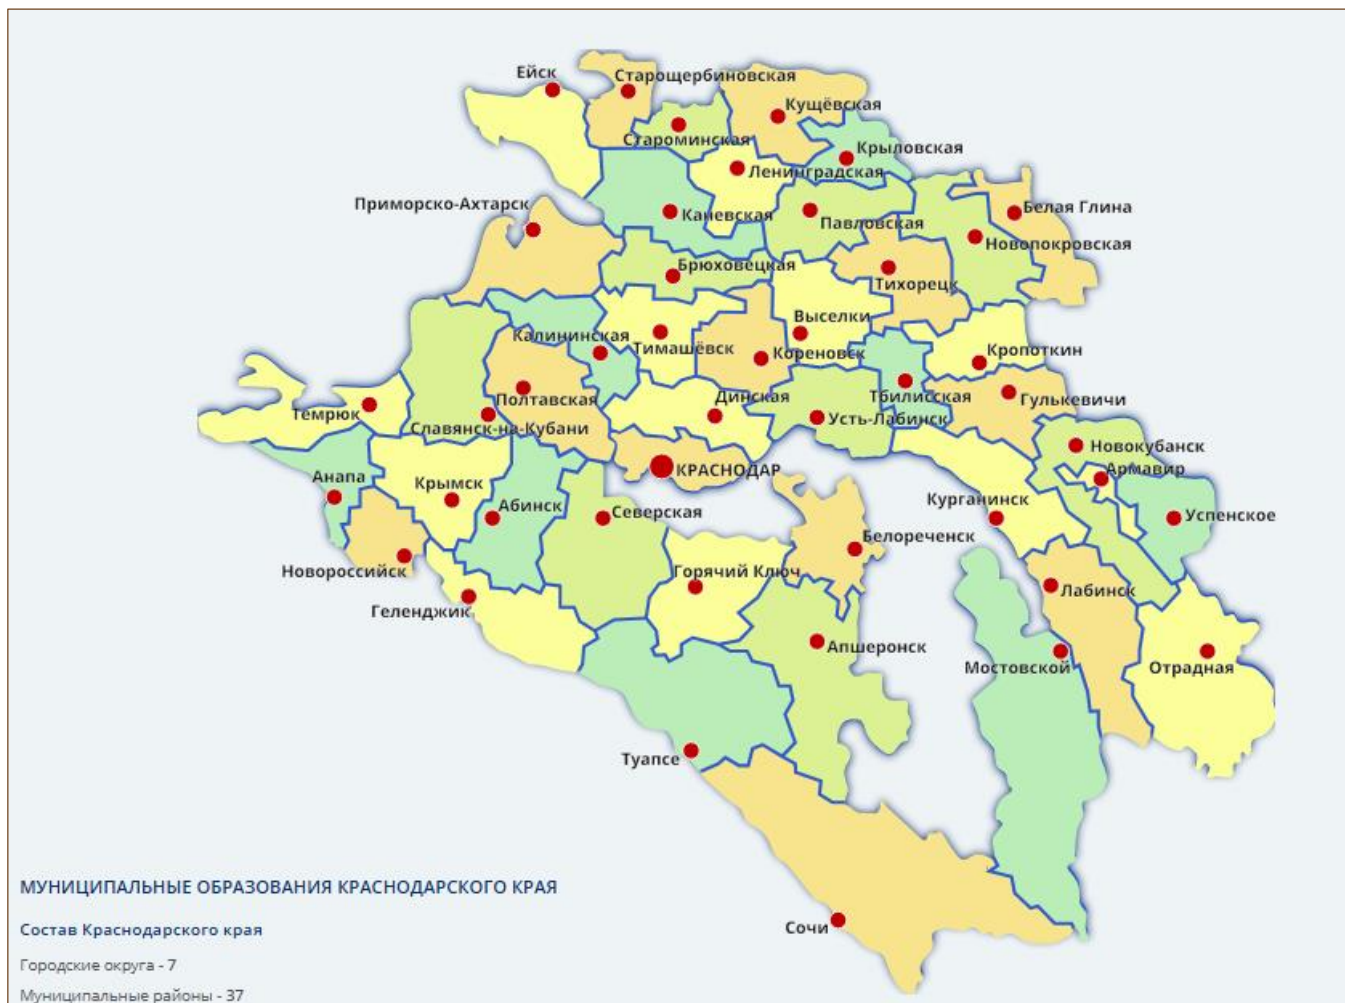 Ейск
Старощербиновская
Кущёвская
Староминская
Крыловская
Ленинградская
Приморско-Ахтарск
Каневская
Павловская
Белая Глина
Новопокровская
Брюховецкая
Тихорецк
Выселки
Калининская
Тимашёвск
Кореновск
Кропоткин
Тбилисская
Гулькевичи
Полтавская
Динская
Темрюк
Славянск-на-Кубани
Усть-Лабинск
Новокубанск
КРАСНОДАР
Армавир
Анапа
Крымск
Абинск
Северская
Курганинск
Успенское
Белореченск
Новороссийск
Горячий Ключ
Геленджик
Лабинск
Апшеронск
Мостовской
Отрадная
Туапсе
Сочи
МУНИЦИПАЛЬНЫЕ ОБРАЗОВАНИЯ КРАСНОДАРСКОГО КРАЯ
Состав Краснодарского края
Городские округа - 7
Муниципальные районы - 37